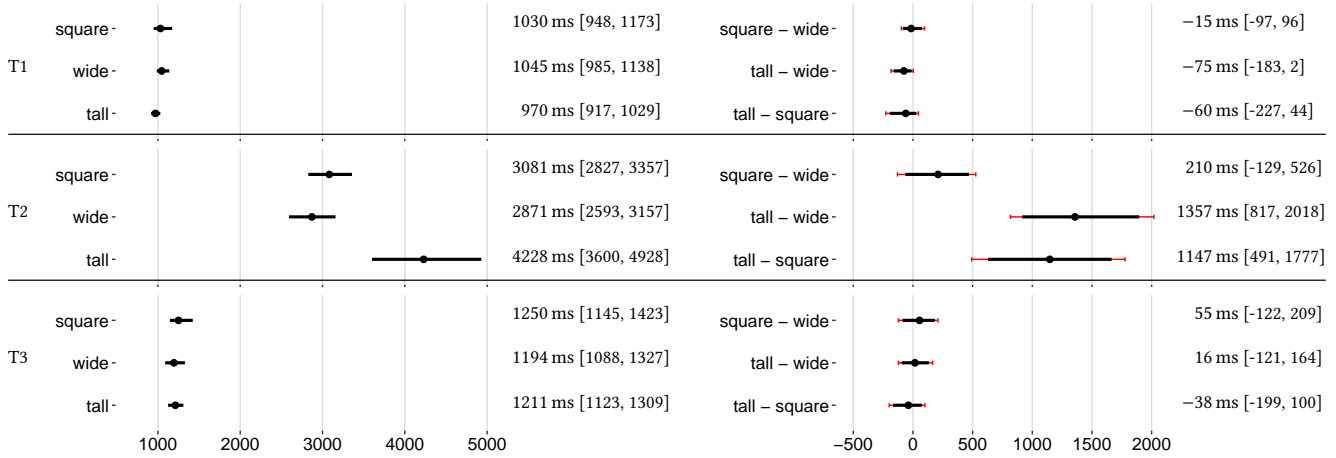 square 1030 ms [948, 1173] square − wide −15 ms [-97, 96]
T1 wide 1045 ms [985, 1138] tall − wide −75 ms [-183, 2]
tall 970 ms [917, 1029] tall − square −60 ms [-227, 44]
square 3081 ms [2827, 3357] square − wide 210 ms [-129, 526]
T2 wide 2871 ms [2593, 3157] tall − wide 1357 ms [817, 2018]
tall 4228 ms [3600, 4928] tall − square 1147 ms [491, 1777]
square 1250 ms [1145, 1423] square − wide 55 ms [-122, 209]
T3 wide 1194 ms [1088, 1327] tall − wide 16 ms [-121, 164]
tall 1211 ms [1123, 1309] tall − square −38 ms [-199, 100]
1000 2000 3000 4000 5000 −500 0 500 1000 1500 2000